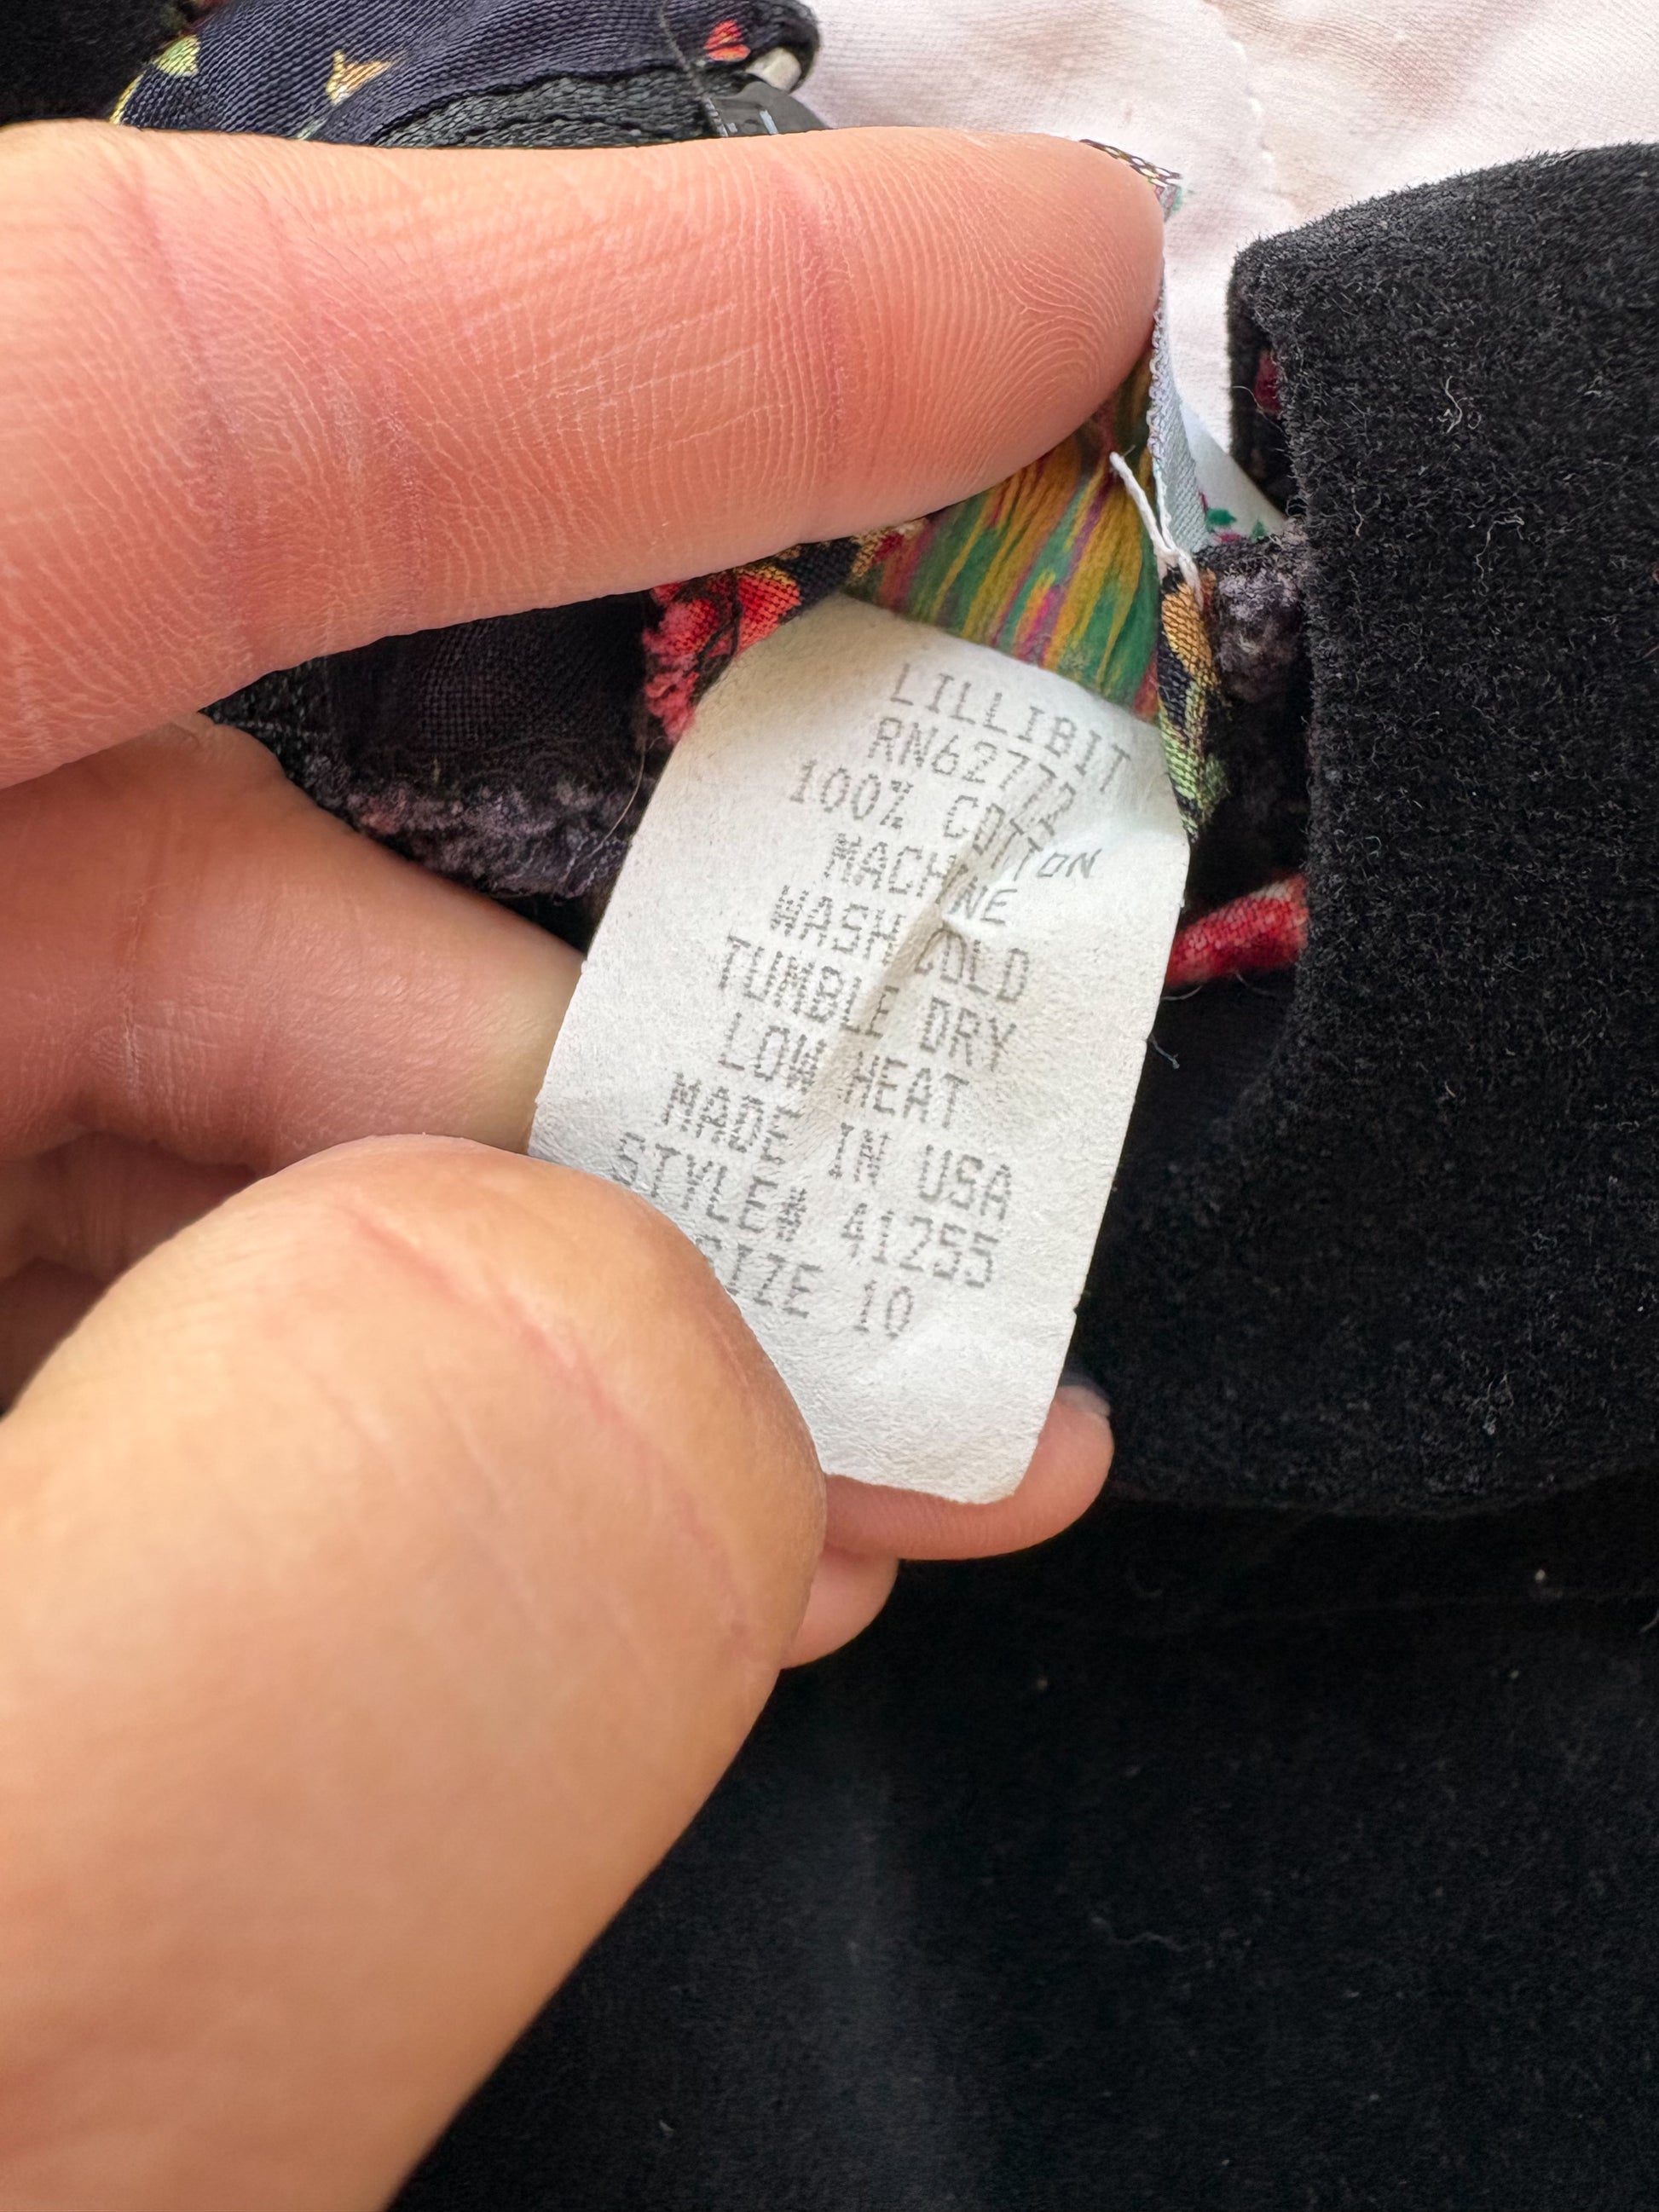 LILLIBIT
RN62772
100% COTTON
MACHINE
WASH COLD
TUMBLE DRY
LOW HEAT
MADE IN USA
STYLE# 41255
SIZE 10